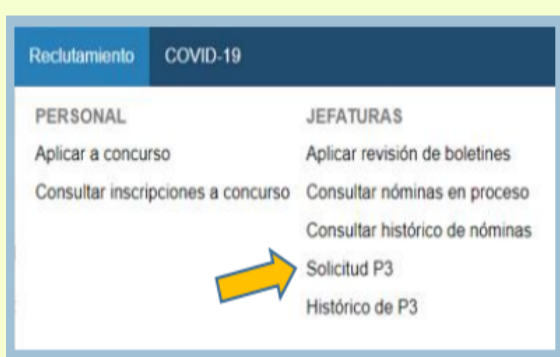 Reclutamiento COVID-19
PERSONAL
Aplicar a concurso
Consultar inscripciones a concurso
JEFATURAS
Aplicar revisión de boletines
Consultar nóminas en proceso
Consultar histórico de nóminas
Solicitud P3
Histórico de P3